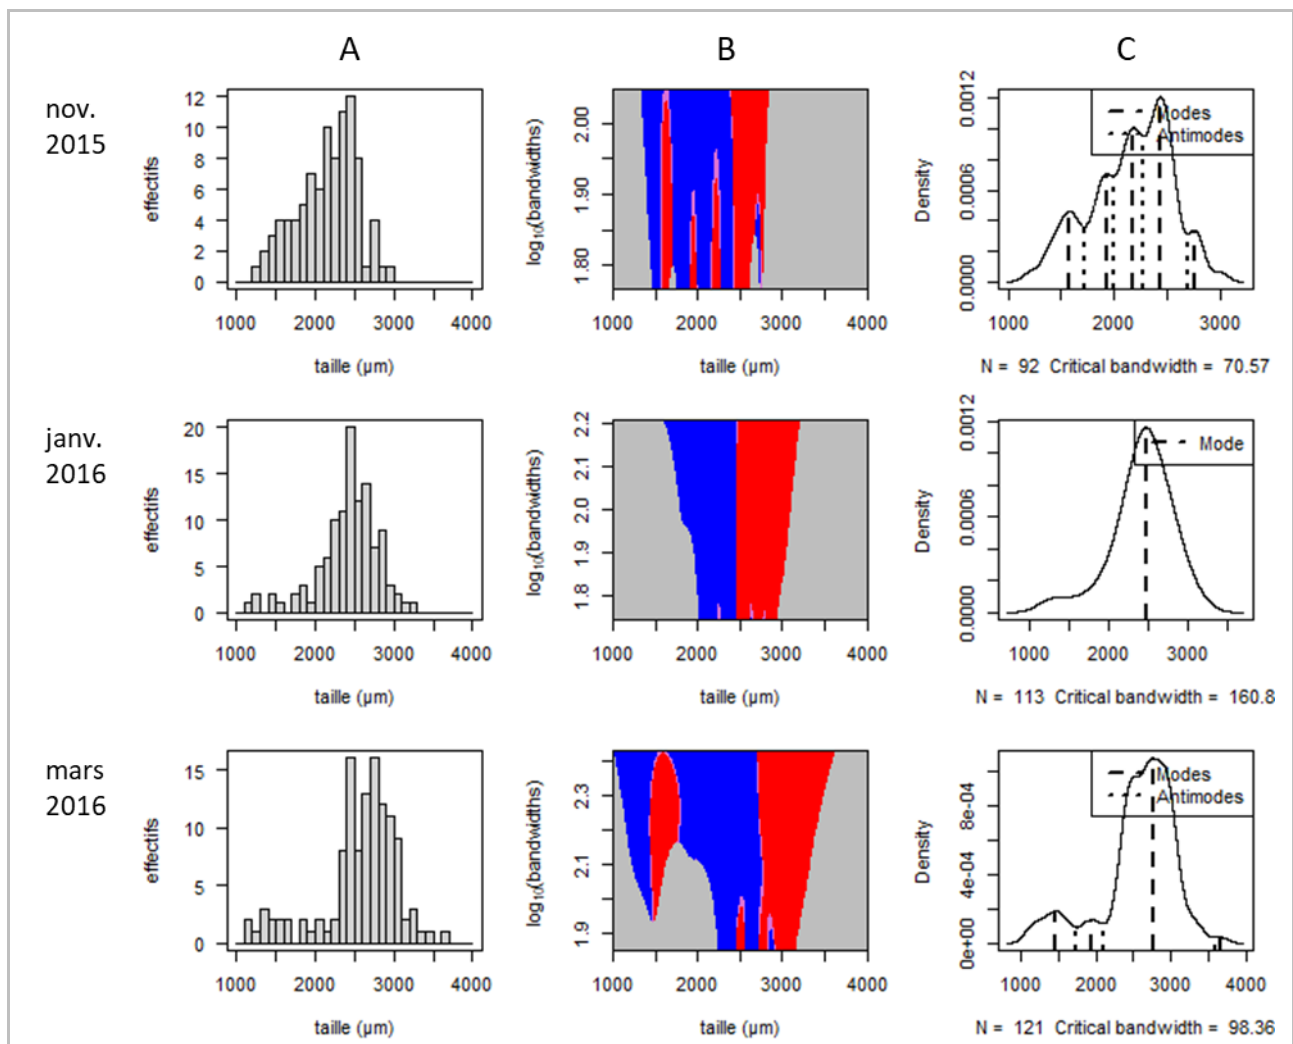 A B C
nov.
2015
effectifs
12
10
8
6
4
2
0
1000 2000 3000 4000
taille (µm)
log10(bandwidths)
2.00
1.90
1.80
1000 2000 3000 4000
taille (µm)
Density
0.0012
0.0006
0.0000
Modes
Antimodes
1000 2000 3000
N = 92 Critical bandwidth = 70.57
janv.
2016
effectifs
20
15
10
5
0
1000 2000 3000 4000
taille (µm)
log10(bandwidths)
2.2
2.1
2.0
1.9
1.8
1000 2000 3000 4000
taille (µm)
Density
0.0012
0.0006
0.0000
Mode
1000 2000 3000
N = 113 Critical bandwidth = 160.8
mars
2016
effectifs
15
10
5
0
1000 2000 3000 4000
taille (µm)
log10(bandwidths)
2.3
2.1
1.9
1000 2000 3000 4000
taille (µm)
Density
8e-04
4e-04
0e+00
Modes
Antimodes
1000 2000 3000 4000
N = 121 Critical bandwidth = 98.36